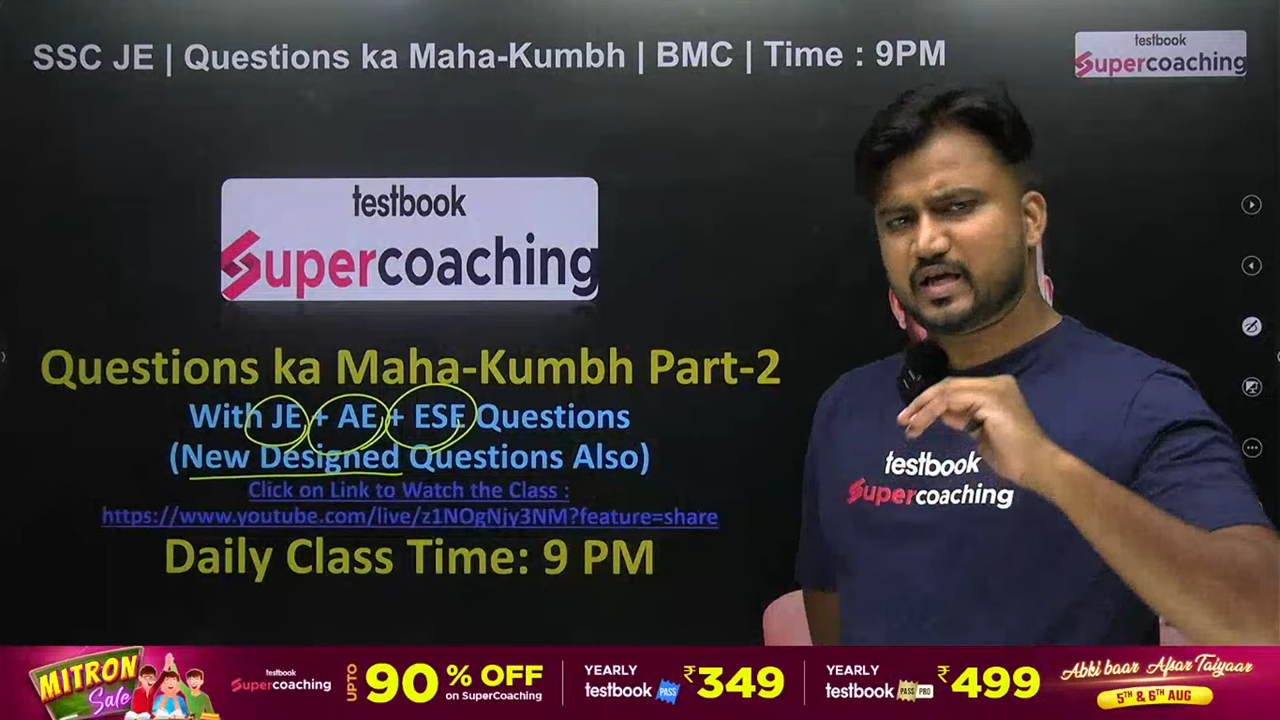 SSC JE | Questions ka Maha-Kumbh | BMC | Time : 9PM
testbook
Supercoaching
testbook
Supercoaching
Questions ka Maha-Kumbh Part-2
With JE + AE + ESE Questions
(New Designed Questions Also)
Click on Link to Watch the Class :
https://www.youtube.com/live/z1NOgNjy3NM?feature=share
Daily Class Time: 9 PM
testbook
Supercoaching
MITRON
Sale
testbook
Supercoaching
UPTO 90 % OFF
on SuperCoaching
YEARLY
testbook PASS
₹349
YEARLY
testbook PASS PRO
₹499
Abki baar Afsar Taiyaar
5TH & 6TH AUG